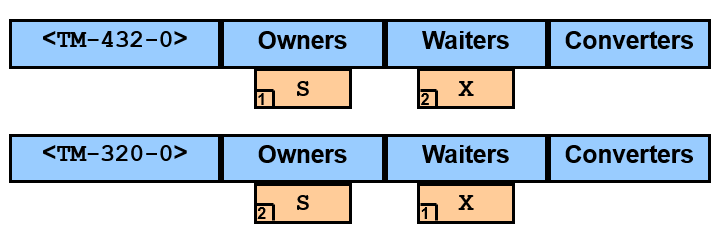 <TM-432-0> Owners Waiters Converters
1 S 2 X
<TM-320-0> Owners Waiters Converters
2 S 1 X